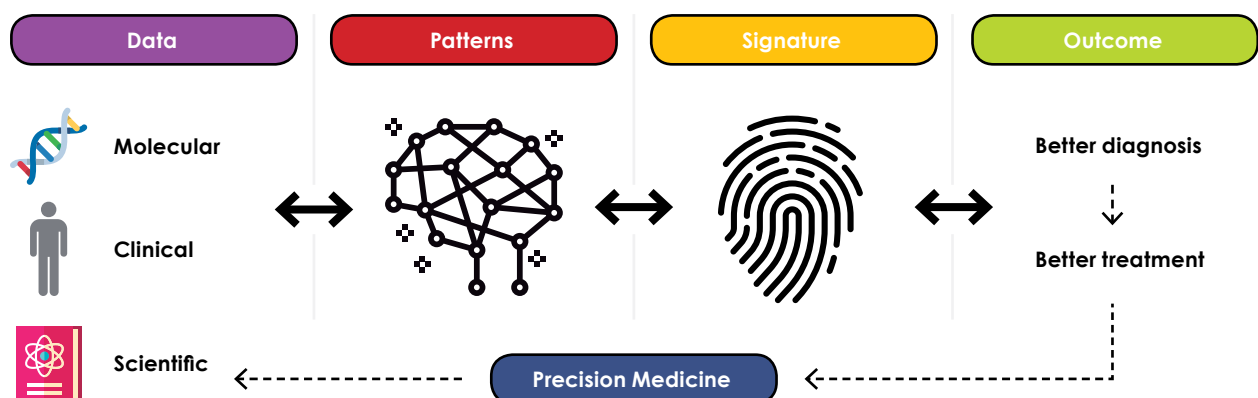 Data
Patterns
Signature
Outcome
Molecular
Better diagnosis
Clinical
Better treatment
Scientific
Precision Medicine